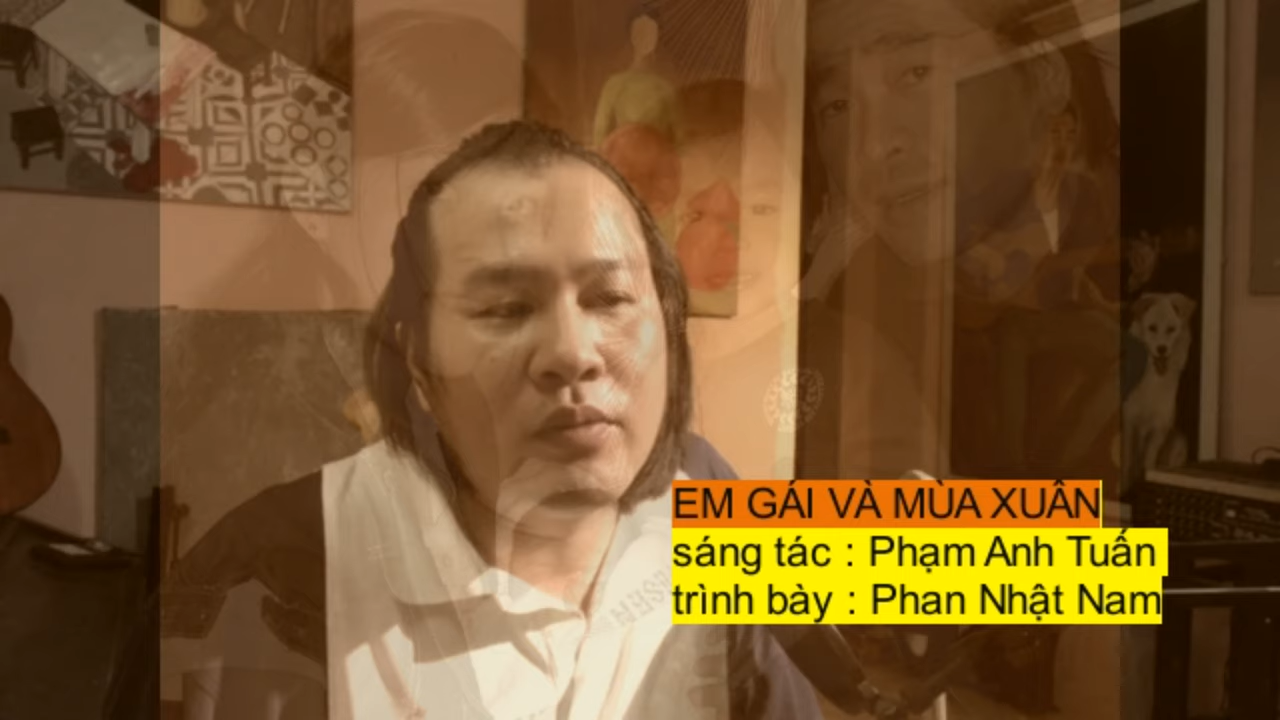 EM GÁI VÀ MÙA XUÂN
sáng tác : Phạm Anh Tuấn
trình bày : Phan Nhật Nam